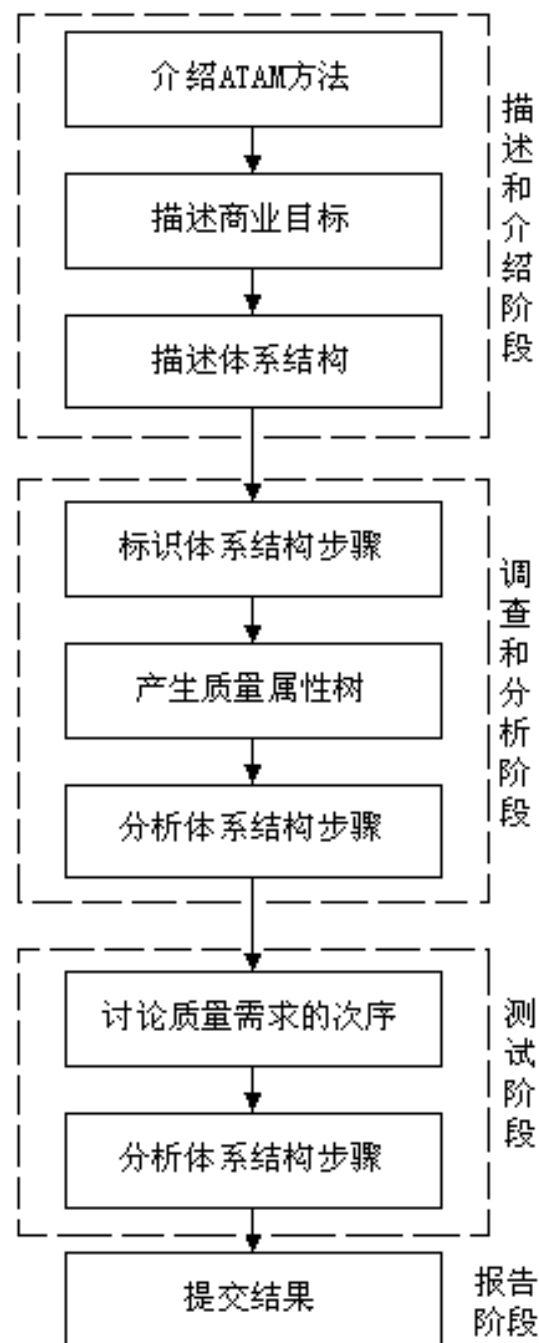 介绍ATAM方法
描述商业目标
描述体系结构
描述和介绍阶段
标识体系结构步骤
产生质量属性树
分析体系结构步骤
调查和分析阶段
讨论质量需求的次序
分析体系结构步骤
测试阶段
提交结果
报告
阶段